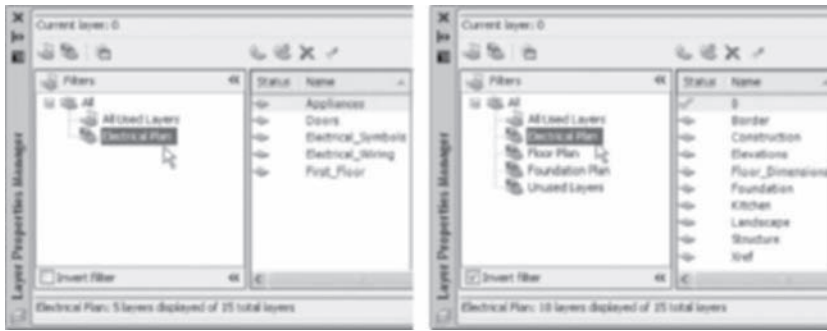 Current layer: 0
Filters
Status Name
All
All Used Layers
Electrical Plan
Appliances
Doors
Electrical_Symbols
Electrical_Wiring
First_Floor
Invert filter
Electrical Plan: 5 layers displayed of 15 total layers
Layer Properties Manager
Current layer: 0
Filters
Status Name
All
All Used Layers
Electrical Plan
Floor Plan
Foundation Plan
Unused Layers
0
Border
Construction
Elevations
Floor_Dimensions
Foundation
Kitchen
Landscape
Structure
Xref
Invert filter
Electrical Plan: 10 layers displayed of 15 total layers
Layer Properties Manager